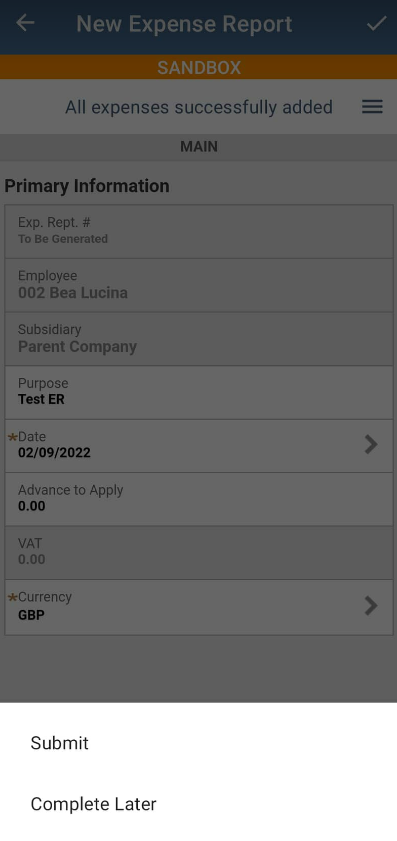 New Expense Report
SANDBOX
All expenses successfully added
MAIN
Primary Information
Exp. Rept. #
To Be Generated
Employee
002 Bea Lucina
Subsidiary
Parent Company
Purpose
Test ER
*Date
02/09/2022
Advance to Apply
0.00
VAT
0.00
*Currency
GBP
Submit
Complete Later